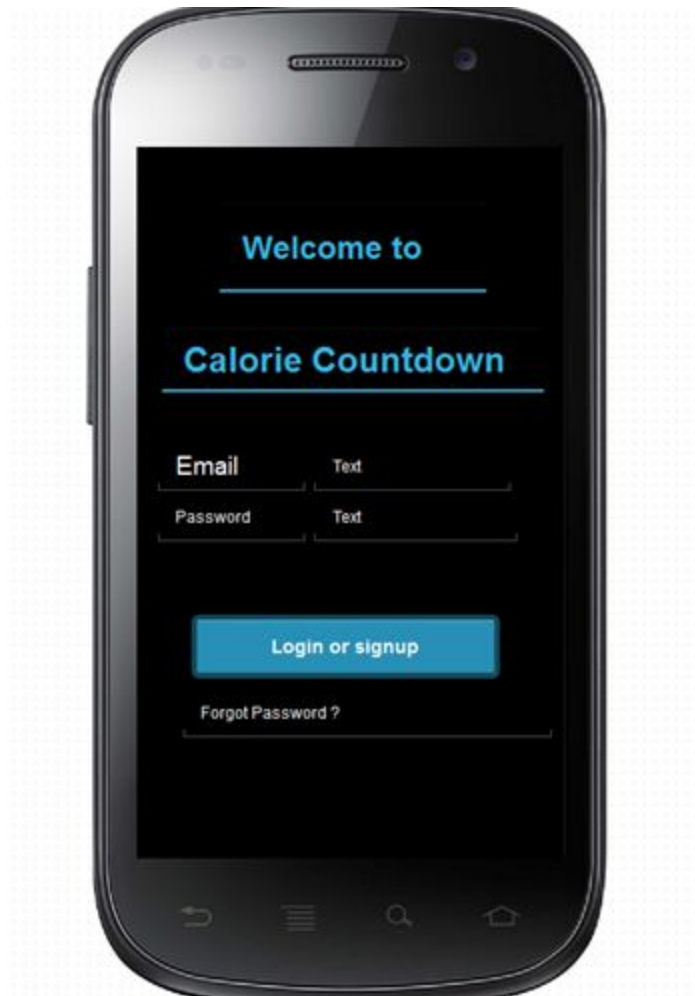 Welcome to
Calorie Countdown
Email Text
Password Text
Login or signup
Forgot Password ?